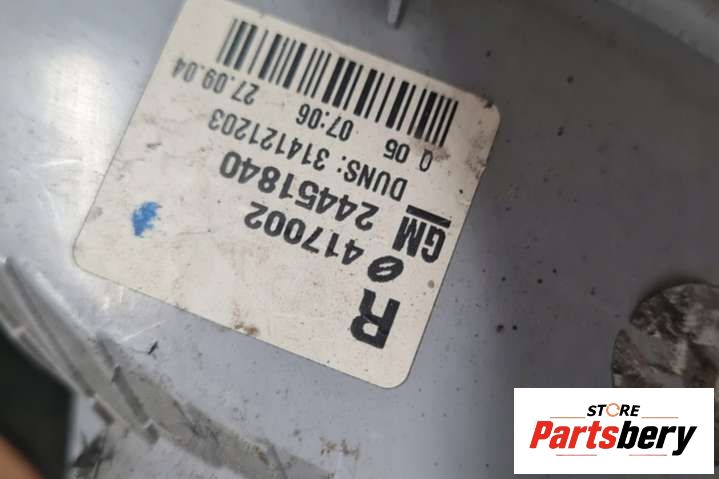 R
417002
GM 24451840
DUNS: 314121203
Q 05 07:06 27.09.04
STORE
Partsbery